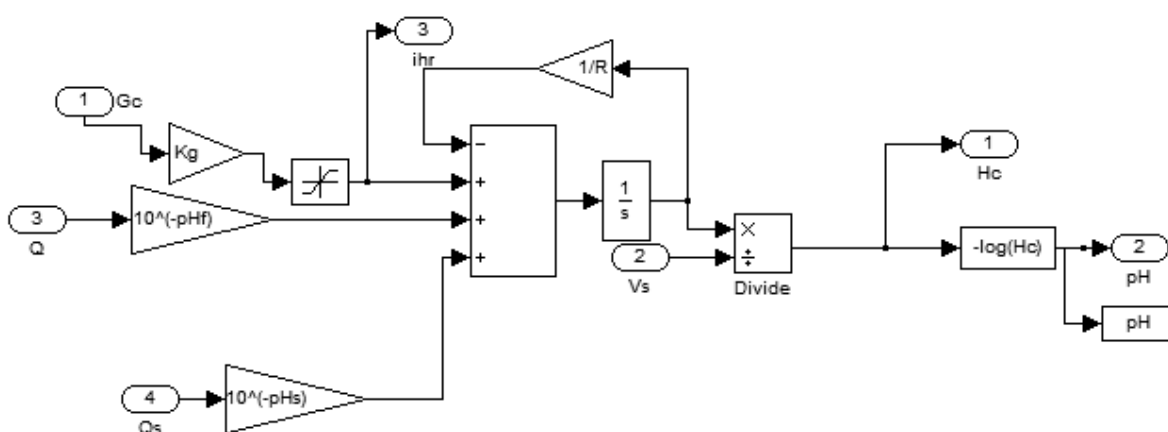 3
ihr
1/R
1
Gc
Kg
−
+
+
+
3
Q
10^(-pHf)
1
s
2
Vs
×
÷
Divide
1
Hc
-log(Hc)
2
pH
pH
4
Qs
10^(-pHs)